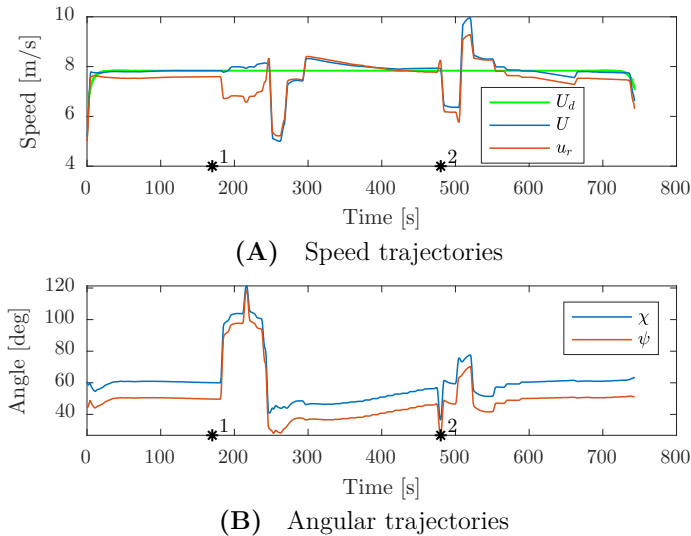 10
8
6
4
Speed [m/s]
U_d
U
u_r
1
2
0 100 200 300 400 500 600 700 800
Time [s]
(A) Speed trajectories
120
100
80
60
40
Angle [deg]
χ
ψ
1
2
0 100 200 300 400 500 600 700 800
Time [s]
(B) Angular trajectories